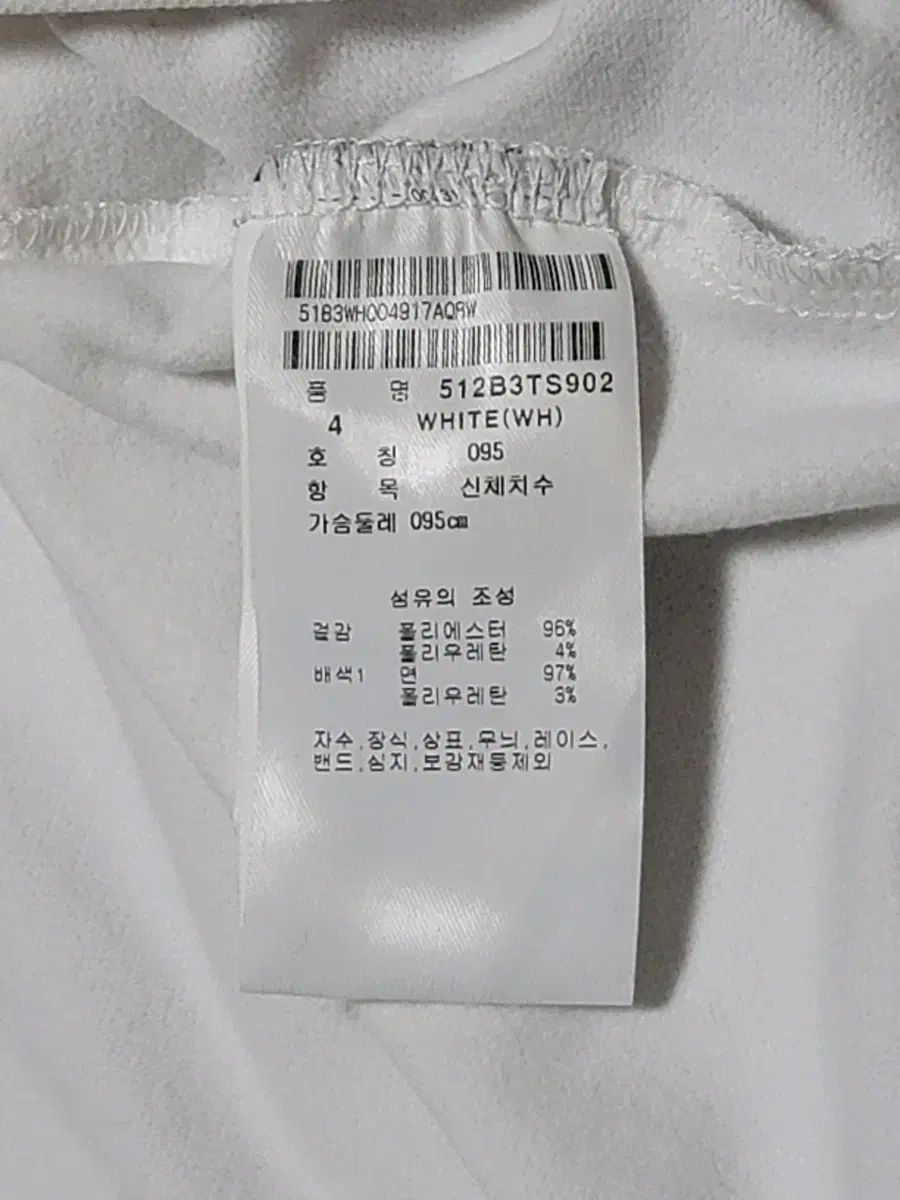 5183WH004917AQRW
품 명 512B3TS902
4 WHITE(WH)
호 칭 095
항 목 신체치수
가슴둘레 095㎝
섬유의 조성
겉감 폴리에스터 96%
폴리우레탄 4%
배색1 면 97%
폴리우레탄 3%
자수,장식,상표,무늬,레이스,
밴드,심지,보강재등제외